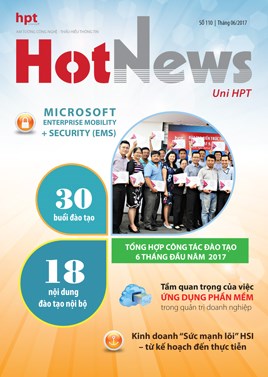 hpt
SỐ 110 | Tháng 06/2017
HotNews
Uni HPT
MICROSOFT
ENTERPRISE MOBILITY
+ SECURITY (EMS)
30
buổi đào tạo
TỔNG HỢP CÔNG TÁC ĐÀO TẠO
6 THÁNG ĐẦU NĂM 2017
18
nội dung
đào tạo nội bộ
Tầm quan trọng của việc
ỨNG DỤNG PHẦN MỀM
trong quản trị doanh nghiệp
Kinh doanh “Sức mạnh lõi” HSI
– từ kế hoạch đến thực tiễn